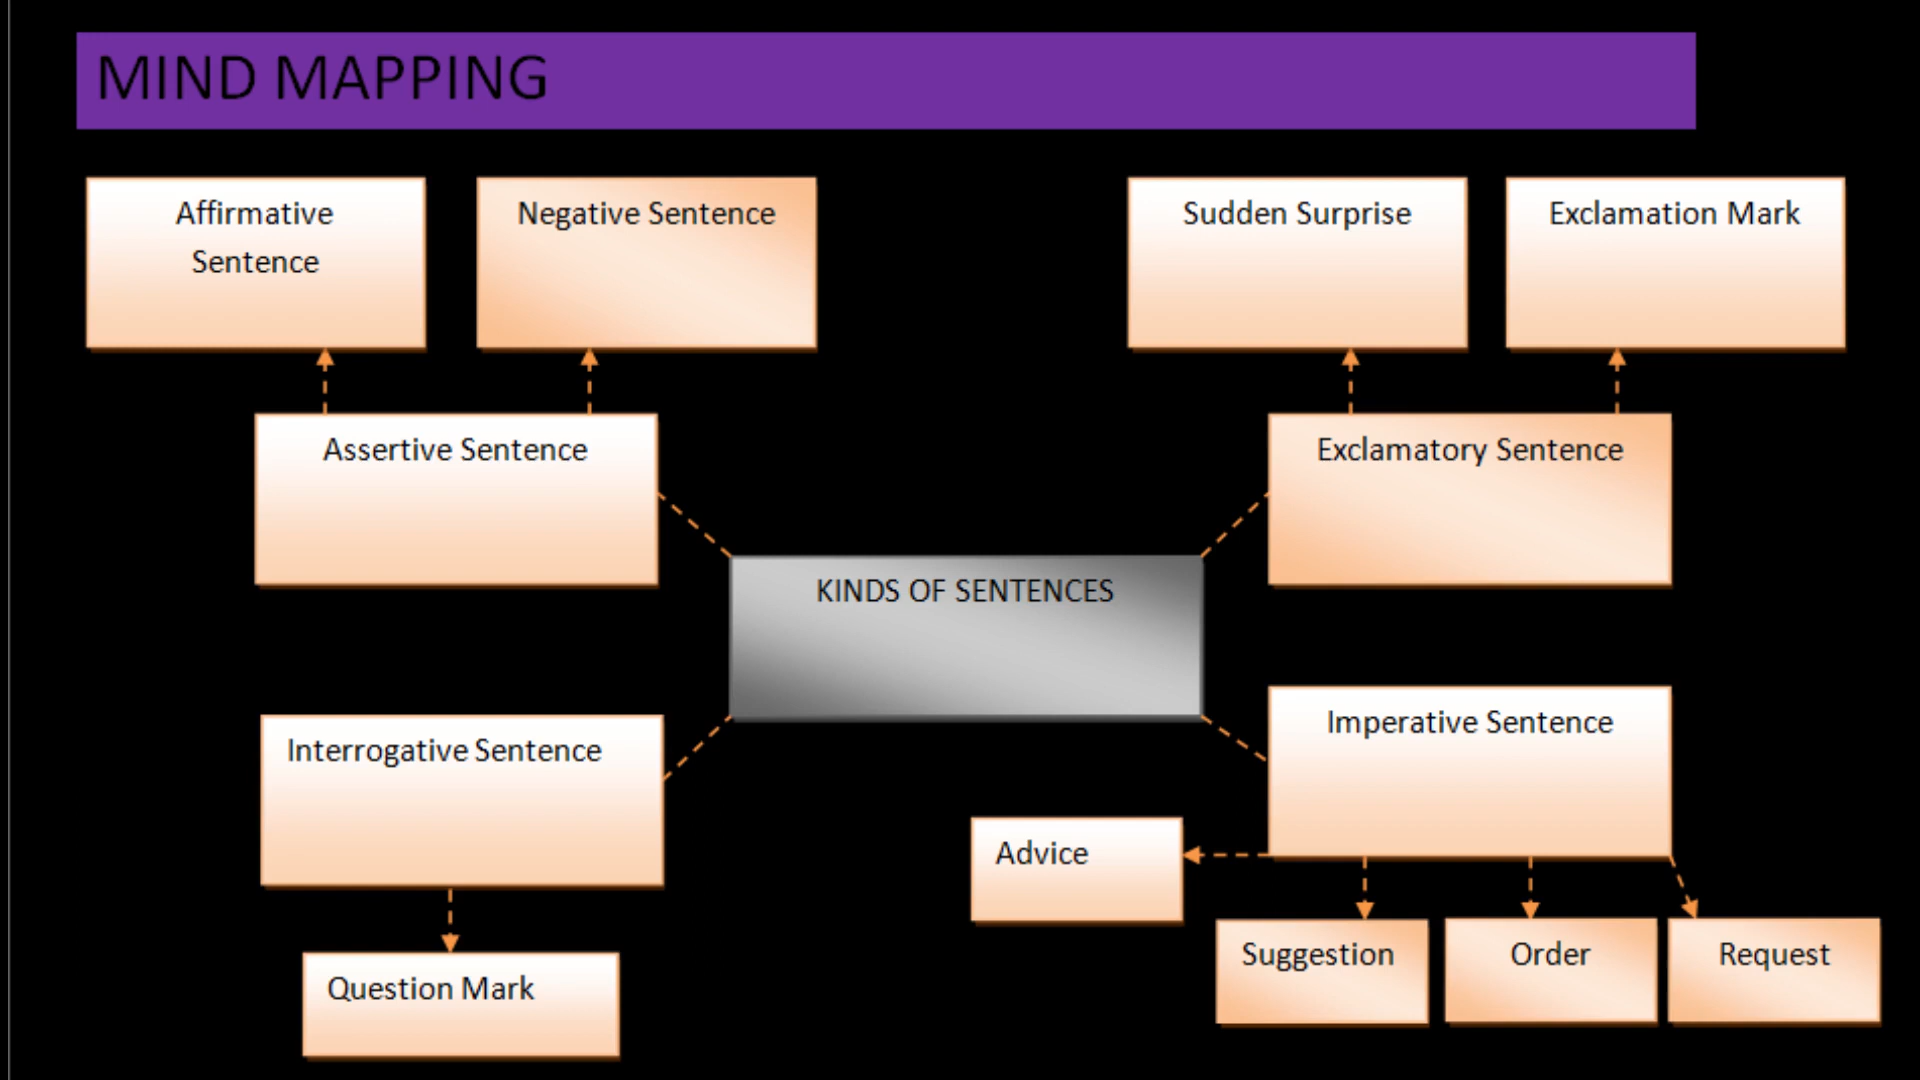 MIND MAPPING
Affirmative
Sentence
Negative Sentence
Sudden Surprise
Exclamation Mark
Assertive Sentence
Exclamatory Sentence
KINDS OF SENTENCES
Interrogative Sentence
Imperative Sentence
Advice
Suggestion
Order
Request
Question Mark